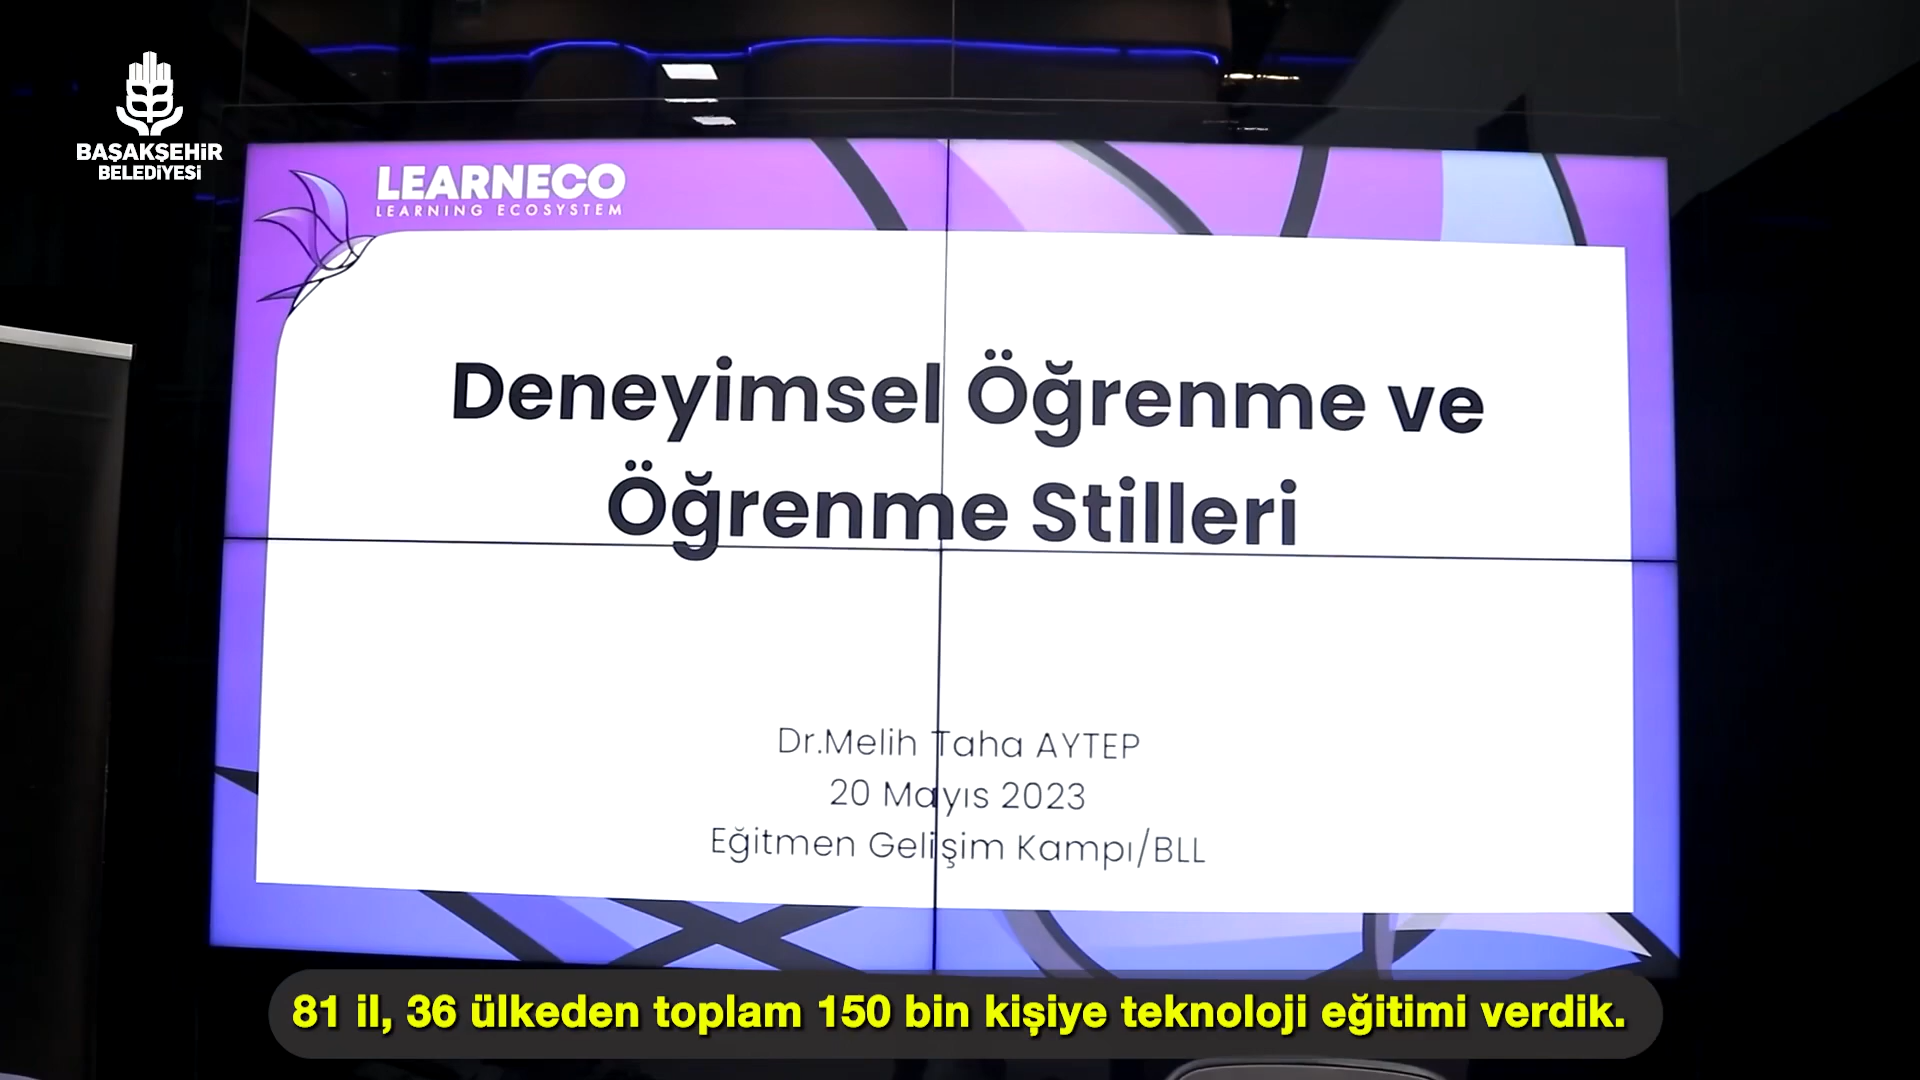 BAŞAKŞEHİR
BELEDİYESİ
LEARNECO
LEARNING ECOSYSTEM
Deneyimsel Öğrenme ve
Öğrenme Stilleri
Dr.Melih Taha AYTEP
20 Mayıs 2023
Eğitmen Gelişim Kampı/BLL
81 il, 36 ülkeden toplam 150 bin kişiye teknoloji eğitimi verdik.